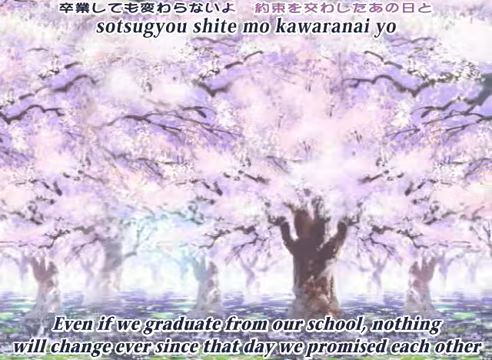 卒業しても変わらないよ 約束を交わしたあの日と
sotsugyou shite mo kawaranai yo
Even if we graduate from our school, nothing
will change ever since that day we promised each other